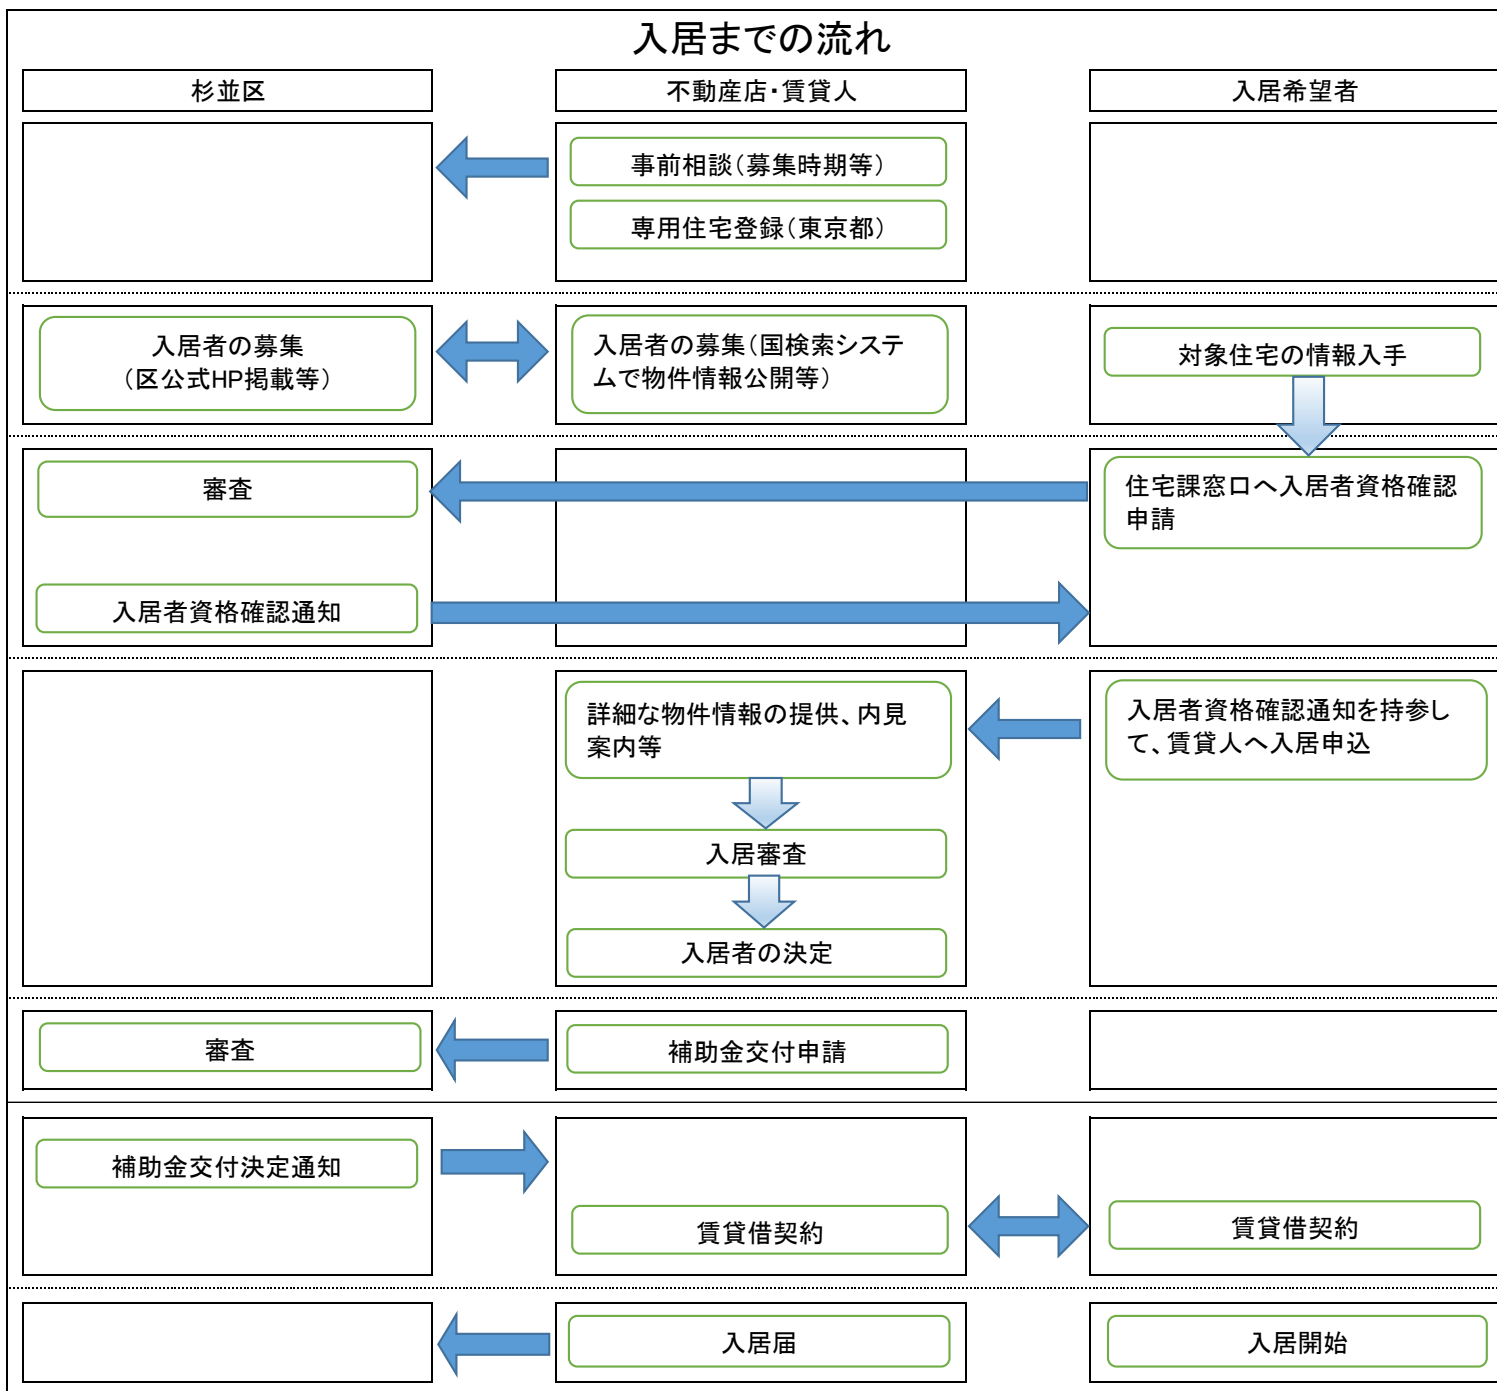 入居までの流れ
杉並区
不動産店・賃貸人
入居希望者
事前相談（募集時期等）
専用住宅登録（東京都）
入居者の募集
（区公式HP掲載等）
入居者の募集（国検索システ
ムで物件情報公開等）
対象住宅の情報入手
審査
住宅課窓口へ入居者資格確認
申請
入居者資格確認通知
詳細な物件情報の提供、内見
案内等
入居者資格確認通知を持参し
て、賃貸人へ入居申込
入居審査
入居者の決定
審査
補助金交付申請
補助金交付決定通知
賃貸借契約
賃貸借契約
入居届
入居開始